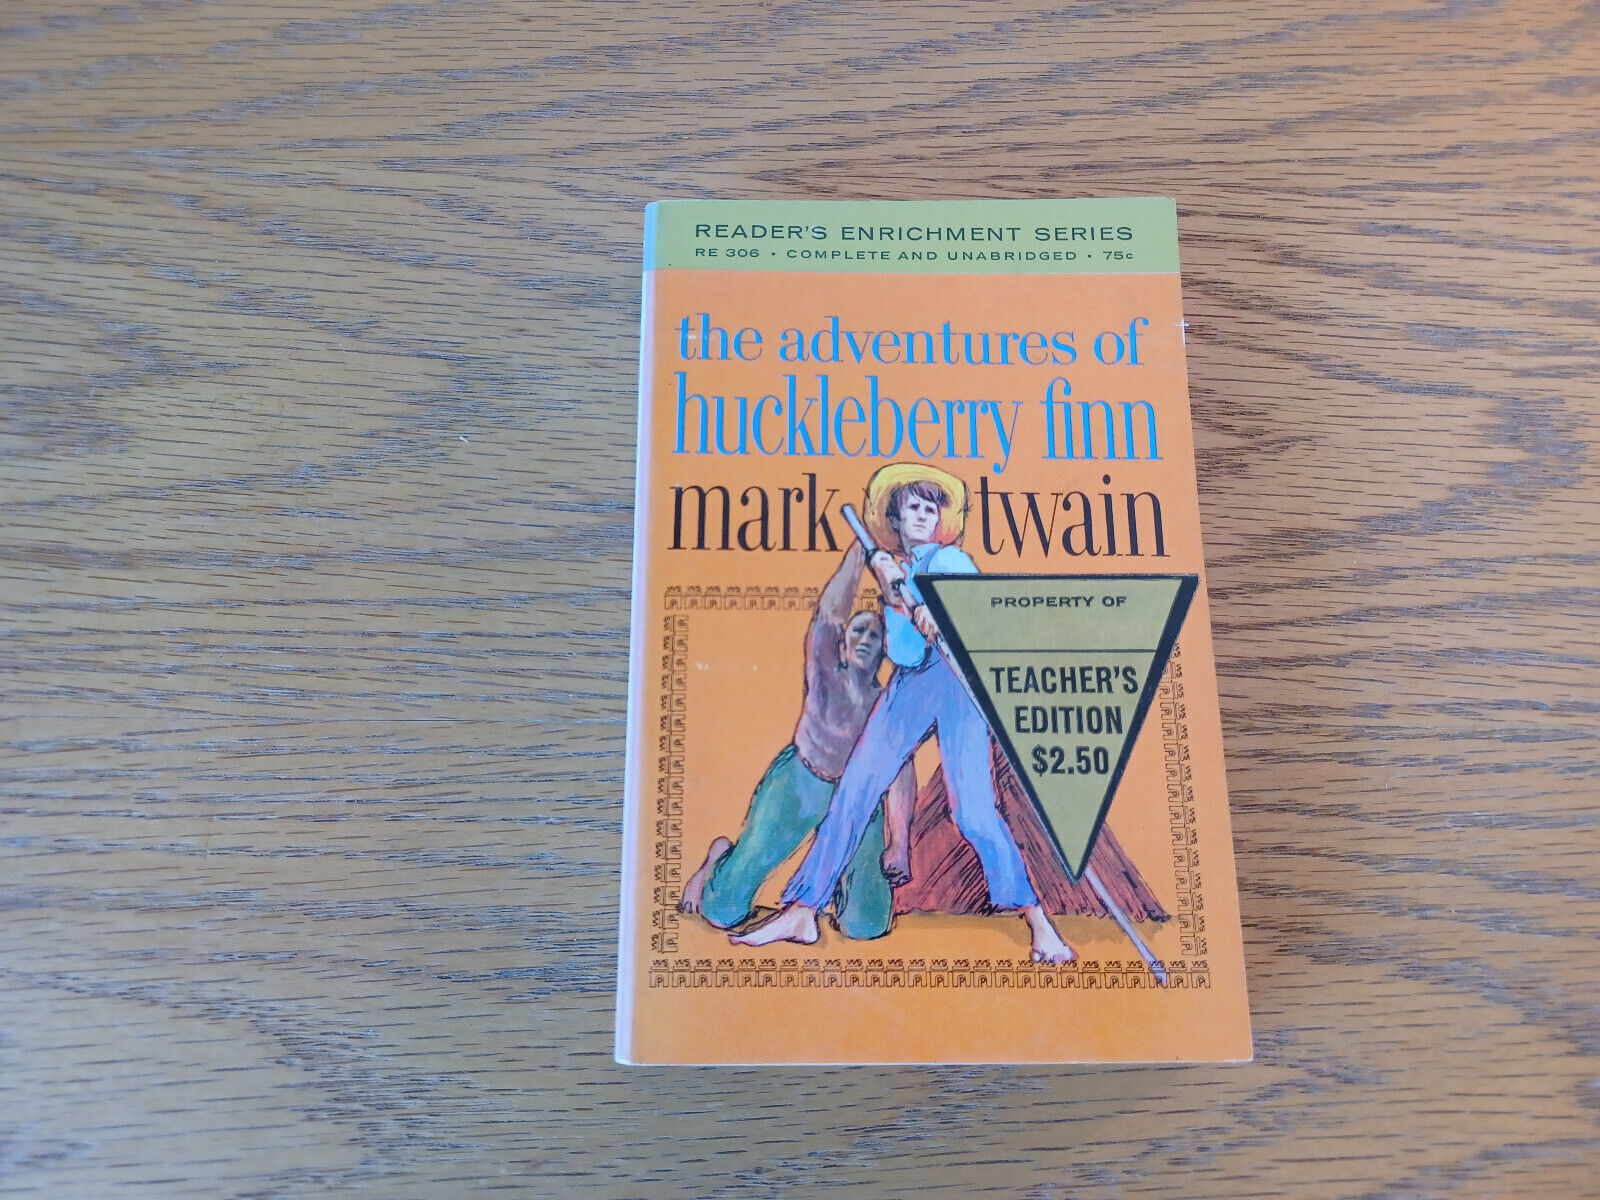 READER'S ENRICHMENT SERIES
RE 306 • COMPLETE AND UNABRIDGED • 75c
the adventures of
huckleberry finn
mark twain
PROPERTY OF
TEACHER'S
EDITION
$2.50